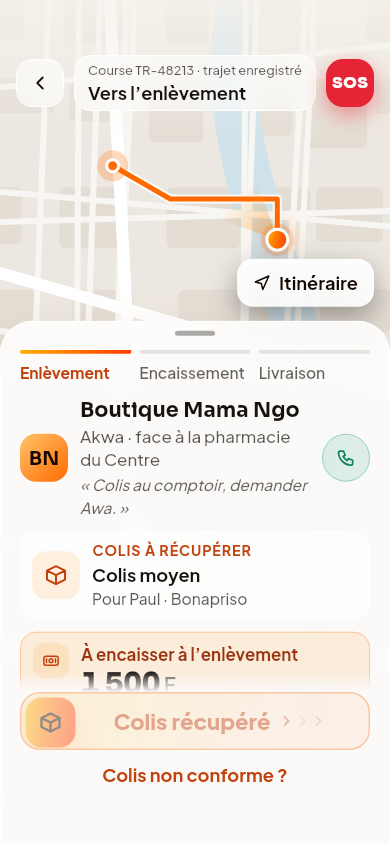 Course TR-48213 · trajet enregistré
Vers l’enlèvement
SOS
Itinéraire
Enlèvement
Encaissement
Livraison
BN
Boutique Mama Ngo
Akwa · face à la pharmacie
du Centre
« Colis au comptoir, demander
Awa. »
COLIS À RÉCUPÉRER
Colis moyen
Pour Paul · Bonapriso
À encaisser à l’enlèvement
1 500 F
Colis récupéré
Colis non conforme ?